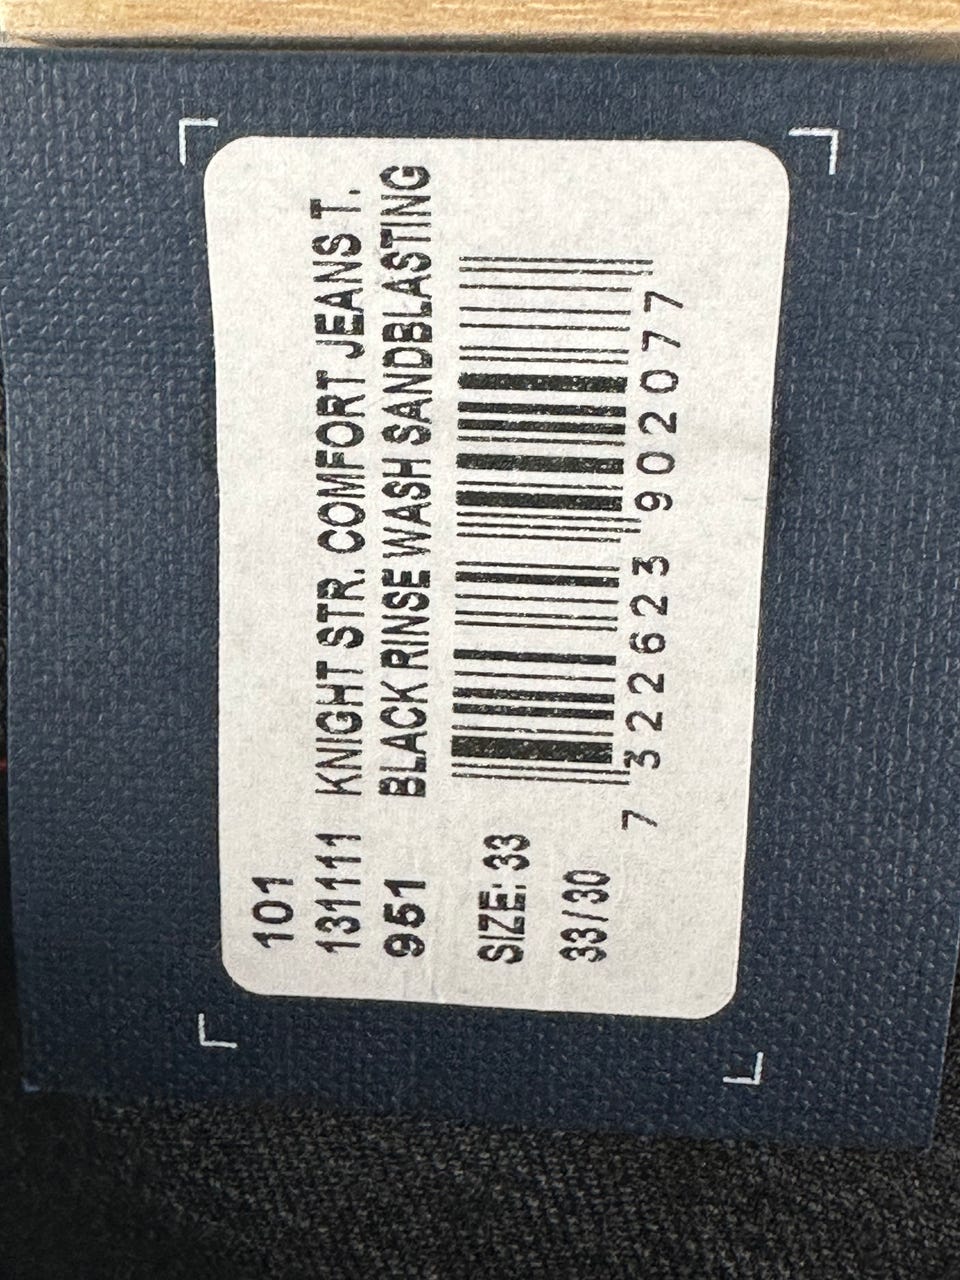 101
131111 KNIGHT STR. COMFORT JEANS T.
951 BLACK RINSE WASH SANDBLASTING
SIZE: 33
33/30
7 322623 902077